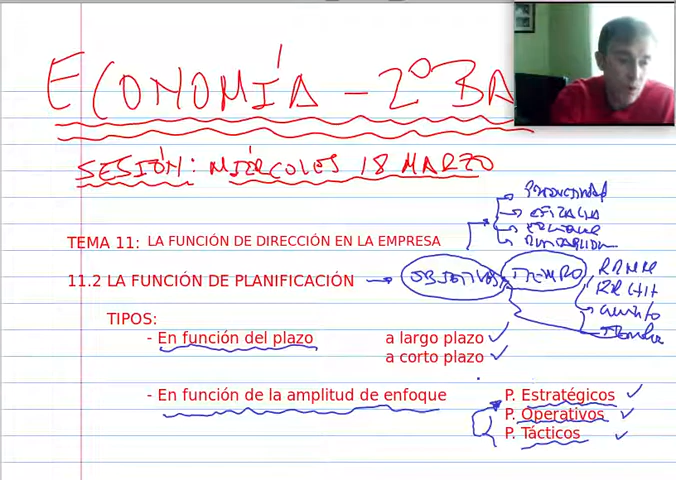 ECONOMÍA - 2º BA
SESIÓN: MIÉRCOLES 18 MARZO
TEMA 11: LA FUNCIÓN DE DIRECCIÓN EN LA EMPRESA
11.2 LA FUNCIÓN DE PLANIFICACIÓN → OBJETIVOS TIEMPO
PRODUCTIVIDAD
EFICACIA
RRHH
TIPOS:
- En función del plazo a largo plazo
a corto plazo
- En función de la amplitud de enfoque P. Estratégicos
P. Operativos
P. Tácticos